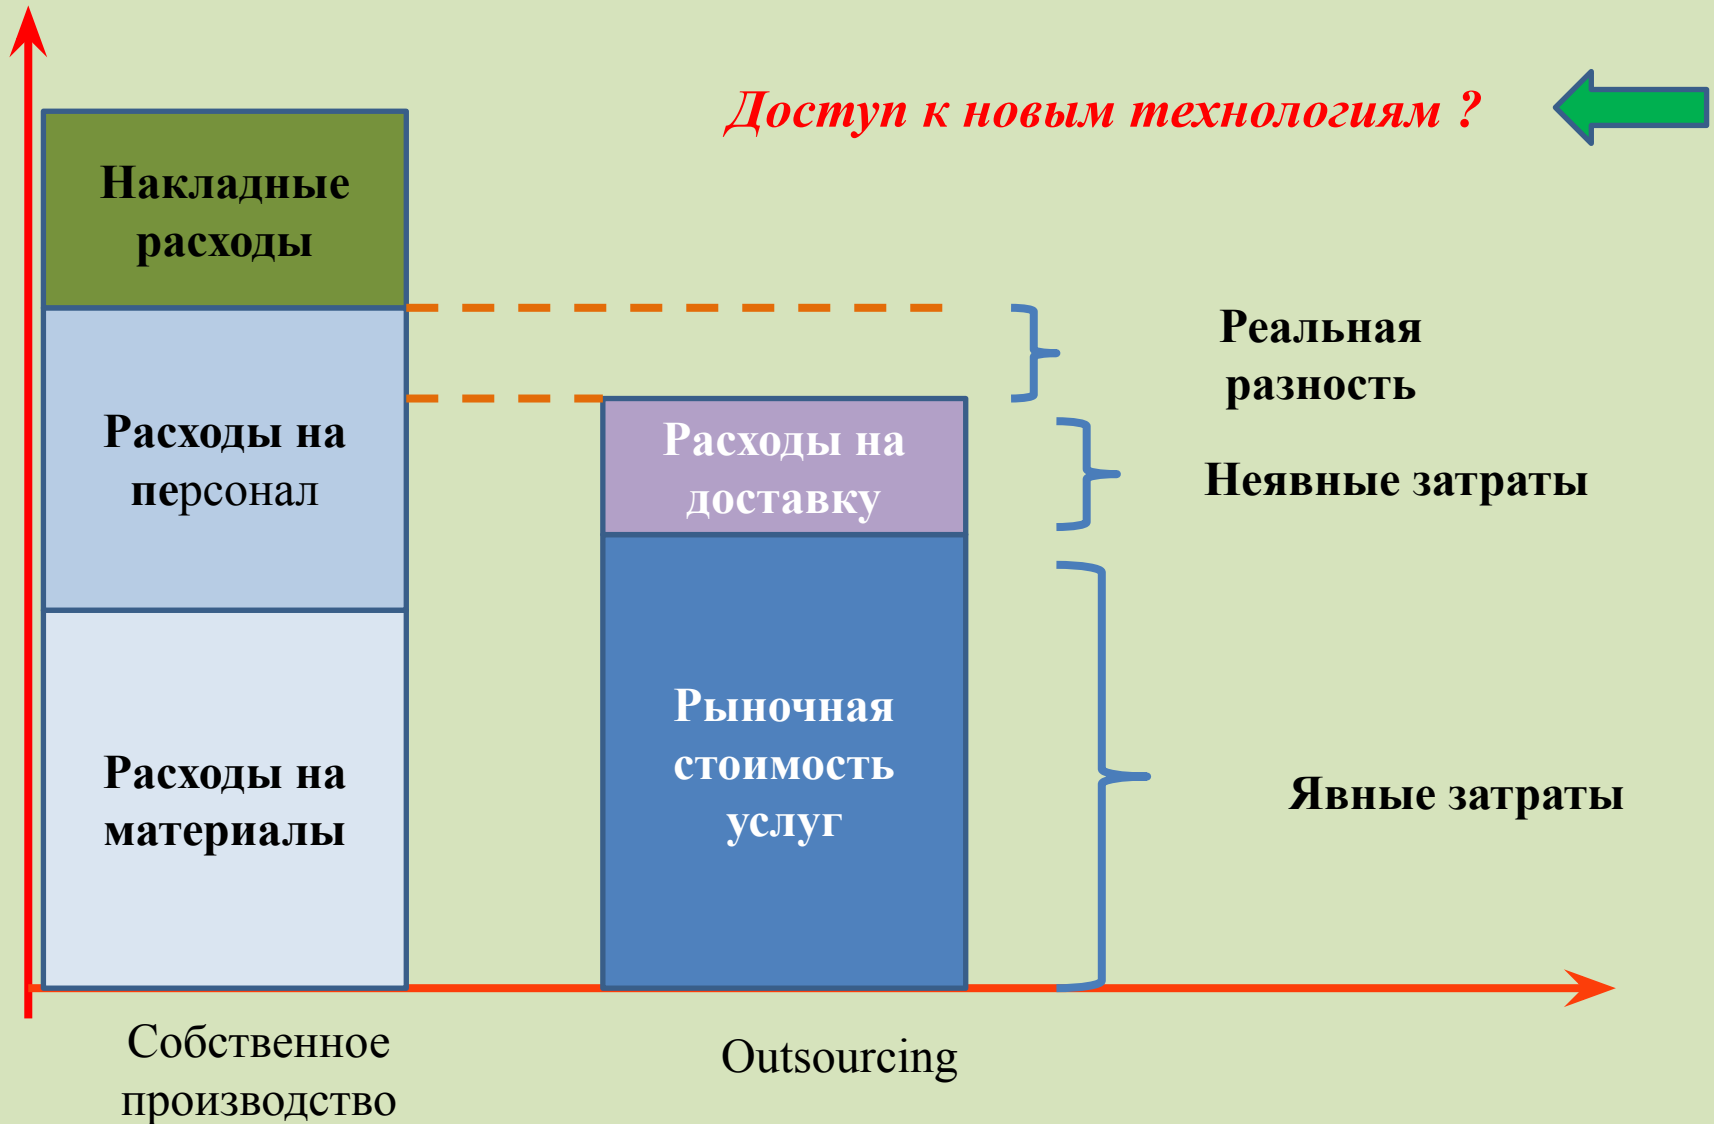 Доступ к новым технологиям ?
Накладные
расходы
Реальная
разность
Расходы на
персонал
Расходы на
доставку
Неявные затраты
Рыночная
стоимость
услуг
Расходы на
материалы
Явные затраты
Собственное
производство
Outsourcing